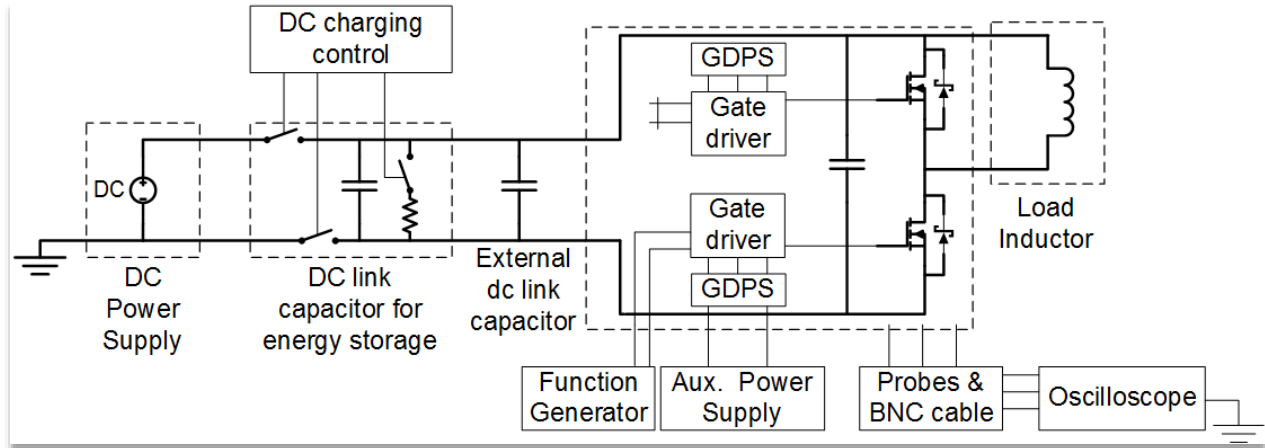 DC charging
control
GDPS
Gate
driver
DC
DC
Power
Supply
DC link
capacitor for
energy storage
External
dc link
capacitor
Gate
driver
GDPS
Load
Inductor
Function
Generator
Aux. Power
Supply
Probes &
BNC cable
Oscilloscope